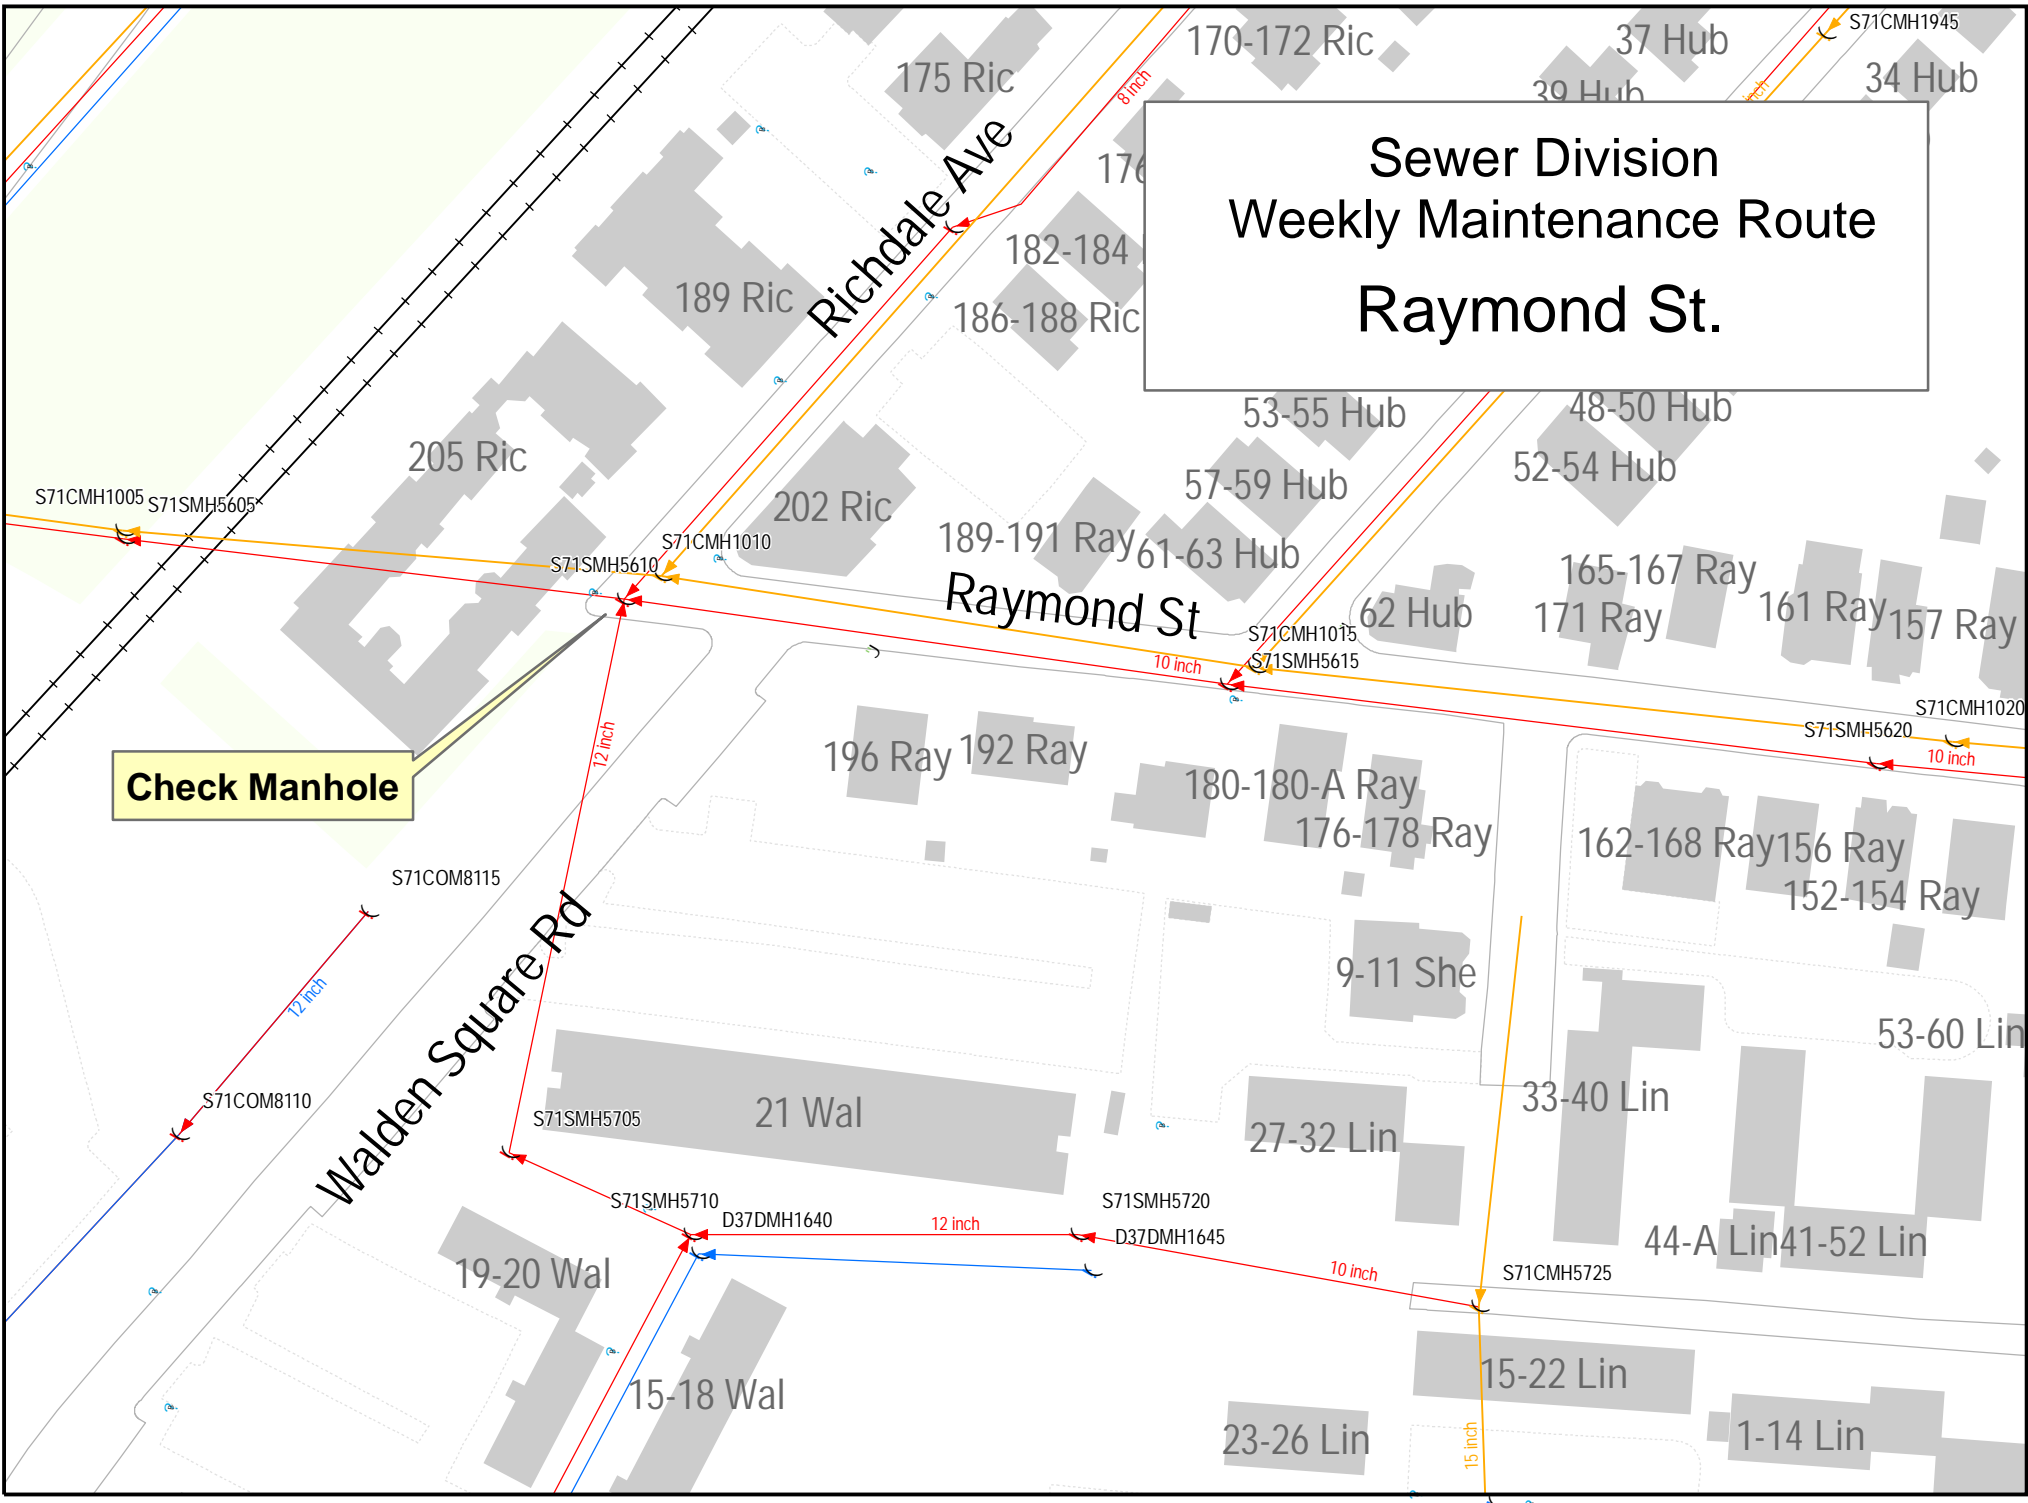 S71CMH1945
170-172 Ric
37 Hub
175 Ric
8 inch
39 Hub
inch
34 Hub
Sewer Division
Weekly Maintenance Route
Raymond St.
176
Richdale Ave
182-184
189 Ric
186-188 Ric
53-55 Hub
48-50 Hub
205 Ric
52-54 Hub
57-59 Hub
S71CMH1005
S71SMH5605
202 Ric
189-191 Ray
61-63 Hub
S71CMH1010
S71SMH5610
165-167 Ray
Raymond St
62 Hub
171 Ray
161 Ray
157 Ray
S71CMH1015
S71SMH5615
10 inch
S71CMH1020
S71SMH5620
10 inch
12 inch
196 Ray
192 Ray
180-180-A Ray
Check Manhole
176-178 Ray
162-168 Ray
156 Ray
152-154 Ray
S71COM8115
Walden Square Rd
9-11 She
12 inch
53-60 Lin
S71COM8110
S71SMH5705
21 Wal
33-40 Lin
27-32 Lin
S71SMH5710
D37DMH1640
12 inch
S71SMH5720
D37DMH1645
44-A Lin
41-52 Lin
10 inch
S71CMH5725
19-20 Wal
15-18 Wal
15-22 Lin
23-26 Lin
15 inch
1-14 Lin